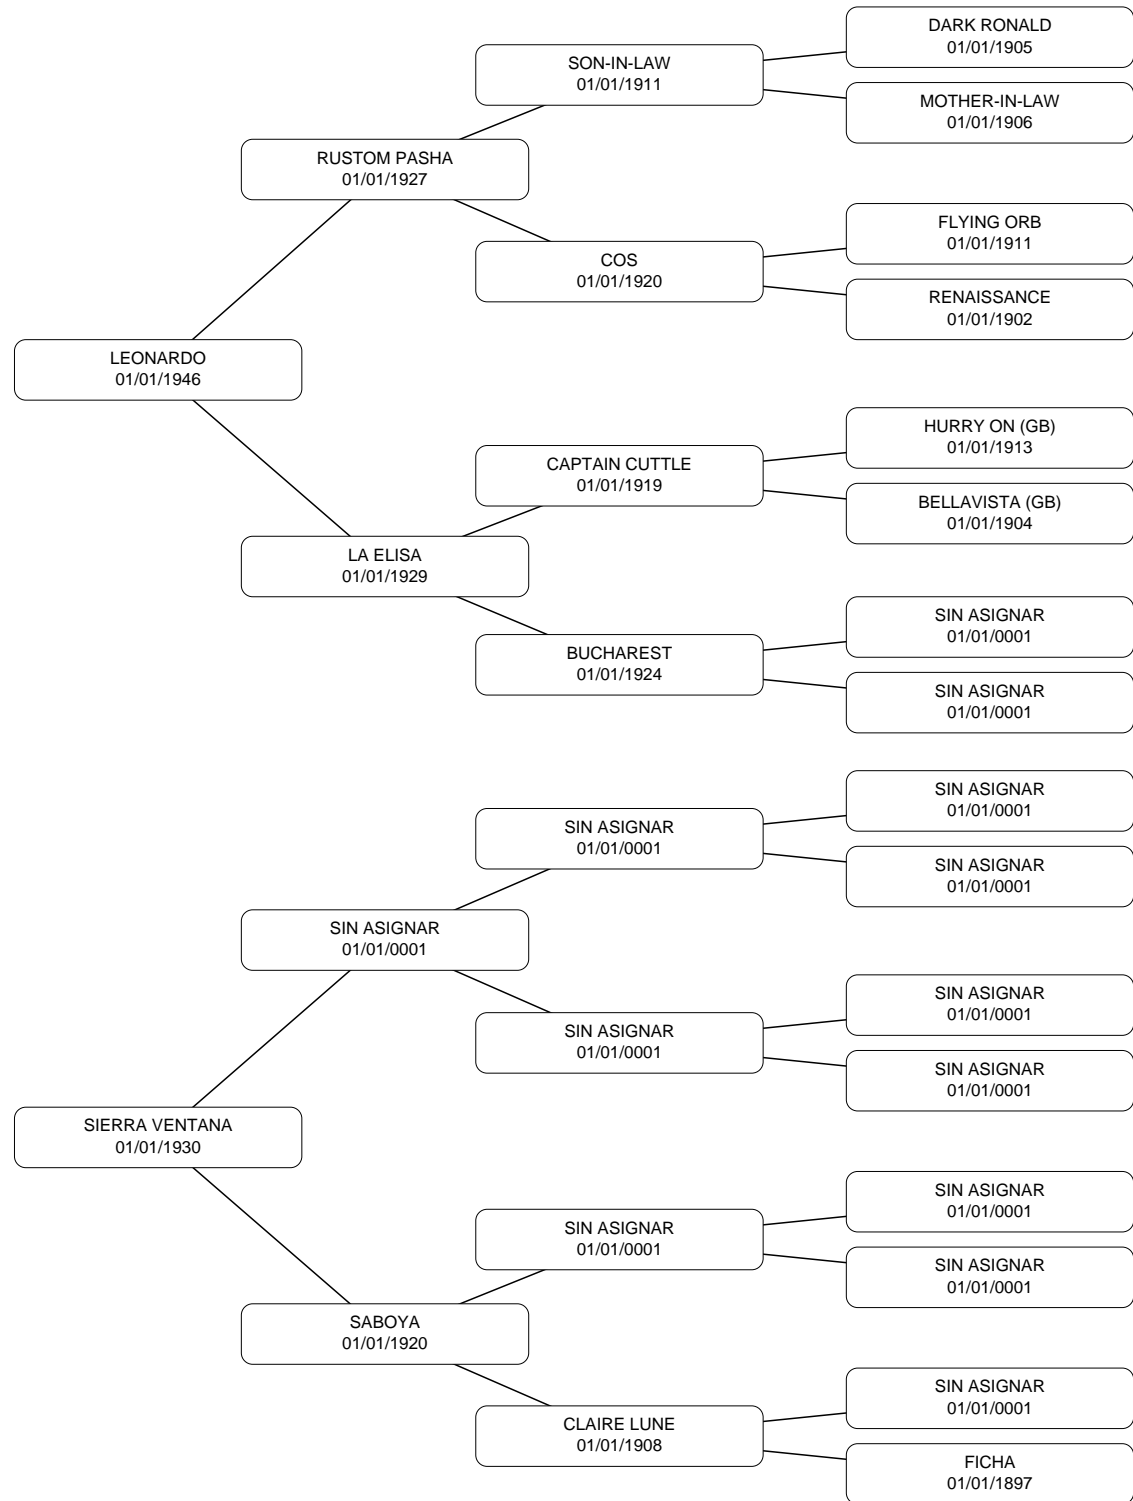 DARK RONALD
01/01/1905
SON-IN-LAW
01/01/1911
MOTHER-IN-LAW
01/01/1906
RUSTOM PASHA
01/01/1927
FLYING ORB
01/01/1911
COS
01/01/1920
RENAISSANCE
01/01/1902
LEONARDO
01/01/1946
HURRY ON (GB)
01/01/1913
CAPTAIN CUTTLE
01/01/1919
BELLAVISTA (GB)
01/01/1904
LA ELISA
01/01/1929
SIN ASIGNAR
01/01/0001
BUCHAREST
01/01/1924
SIN ASIGNAR
01/01/0001
SIN ASIGNAR
01/01/0001
SIN ASIGNAR
01/01/0001
SIN ASIGNAR
01/01/0001
SIN ASIGNAR
01/01/0001
SIN ASIGNAR
01/01/0001
SIN ASIGNAR
01/01/0001
SIN ASIGNAR
01/01/0001
SIERRA VENTANA
01/01/1930
SIN ASIGNAR
01/01/0001
SIN ASIGNAR
01/01/0001
SIN ASIGNAR
01/01/0001
SABOYA
01/01/1920
SIN ASIGNAR
01/01/0001
CLAIRE LUNE
01/01/1908
FICHA
01/01/1897